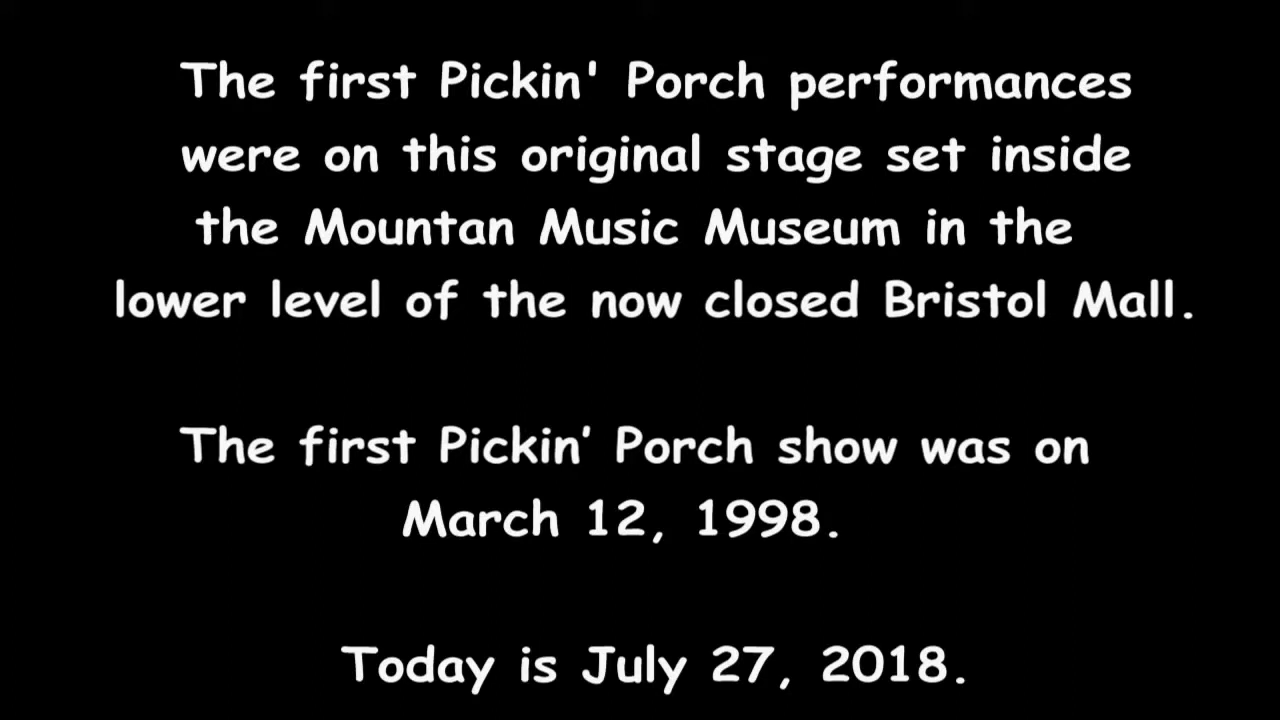 The first Pickin' Porch performances
were on this original stage set inside
the Mountan Music Museum in the
lower level of the now closed Bristol Mall.
The first Pickin’ Porch show was on
March 12, 1998.
Today is July 27, 2018.